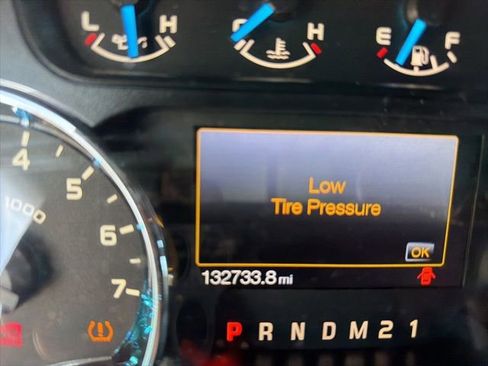 L H C H E F
4
5
6
7
1000
Low
Tire Pressure
OK
132733.8 mi
P R N D M 2 1